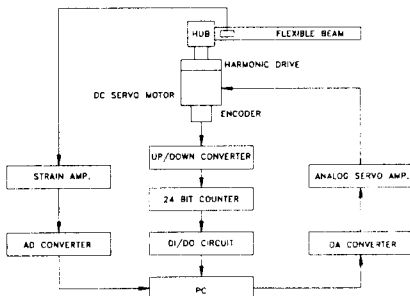 HUB
FLEXIBLE BEAM
HARMONIC DRIVE
DC SERVO MOTOR
ENCODER
UP/DOWN CONVERTER
STRAIN AMP.
24 BIT COUNTER
ANALOG SERVO AMP.
AD CONVERTER
DI/DO CIRCUIT
DA CONVERTER
PC